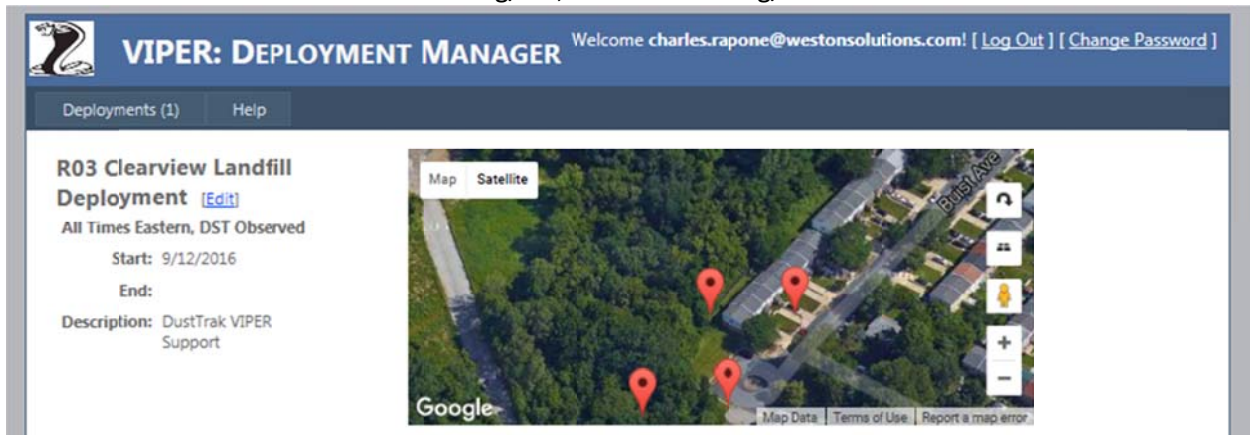 VIPER: DEPLOYMENT MANAGER
Welcome charles.rapone@westonsolutions.com! [ Log Out ] [ Change Password ]
Deployments (1) Help
R03 Clearview Landfill
Deployment [Edit]
All Times Eastern, DST Observed
Start: 9/12/2016
End:
Description: DustTrak VIPER
Support
Map Satellite
Buist Ave
Google
Map Data Terms of Use Report a map error